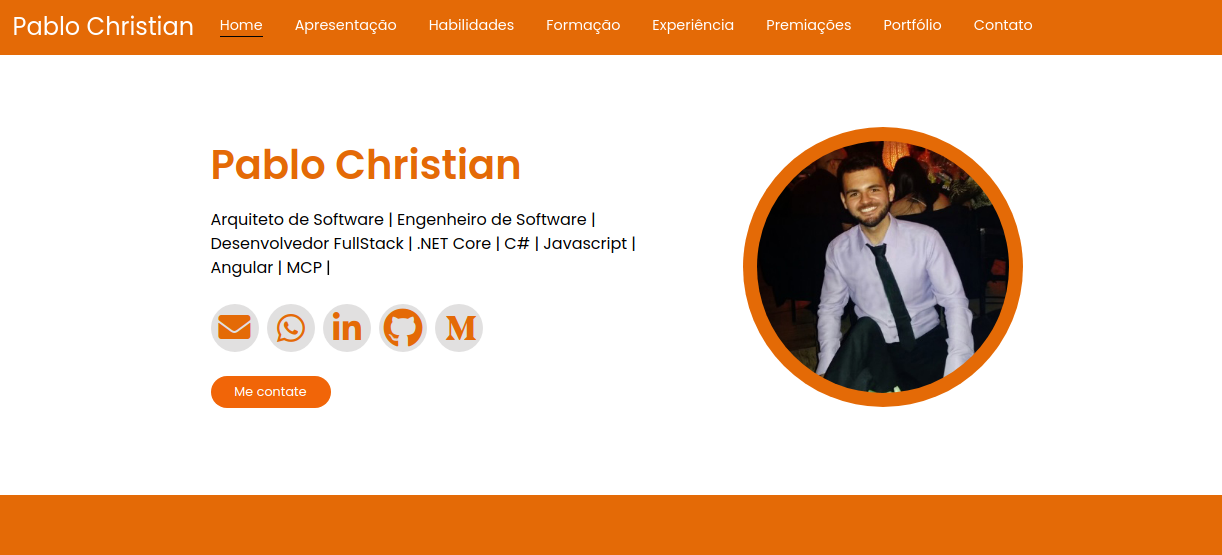 Pablo Christian Home Apresentação Habilidades Formação Experiência Premiações Portfólio Contato
Pablo Christian
Arquiteto de Software | Engenheiro de Software |
Desenvolvedor FullStack | .NET Core | C# | Javascript |
Angular | MCP |
in M
Me contate